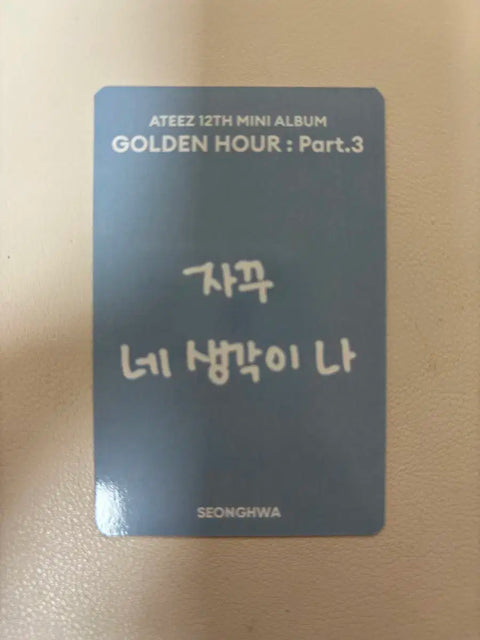 ATEEZ 12TH MINI ALBUM
GOLDEN HOUR : Part.3
자꾸
네 생각이 나
SEONGHWA